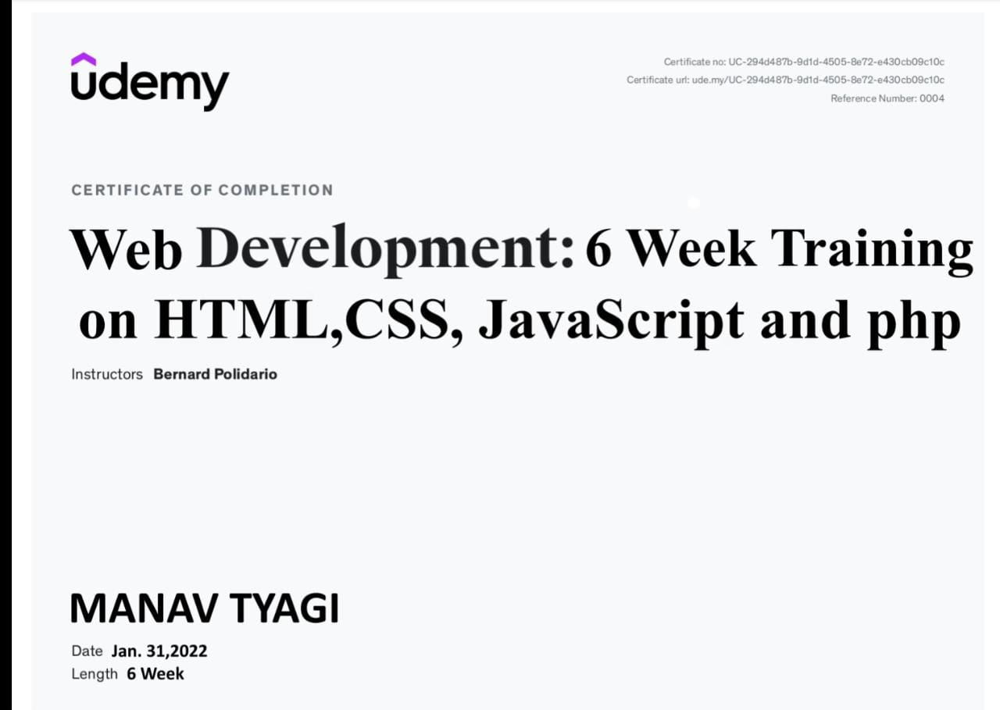 udemy
Certificate no: UC-294d487b-9d1d-4505-8e72-e430cb09c10c
Certificate url: ude.my/UC-294d487b-9d1d-4505-8e72-e430cb09c10c
Reference Number: 0004
CERTIFICATE OF COMPLETION
Web Development: 6 Week Training
on HTML,CSS, JavaScript and php
Instructors Bernard Polidario
MANAV TYAGI
Date Jan. 31,2022
Length 6 Week